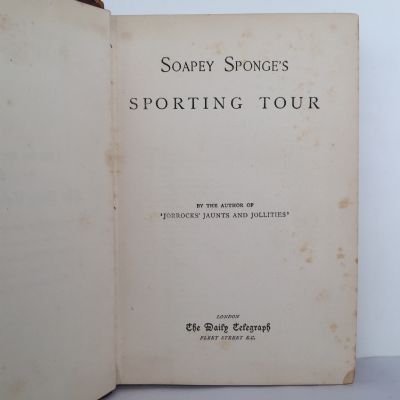 SOAPEY SPONGE'S
SPORTING TOUR
BY THE AUTHOR OF
'JORROCKS' JAUNTS AND JOLLITIES'
LONDON
The Daily Telegraph
FLEET STREET E.C.